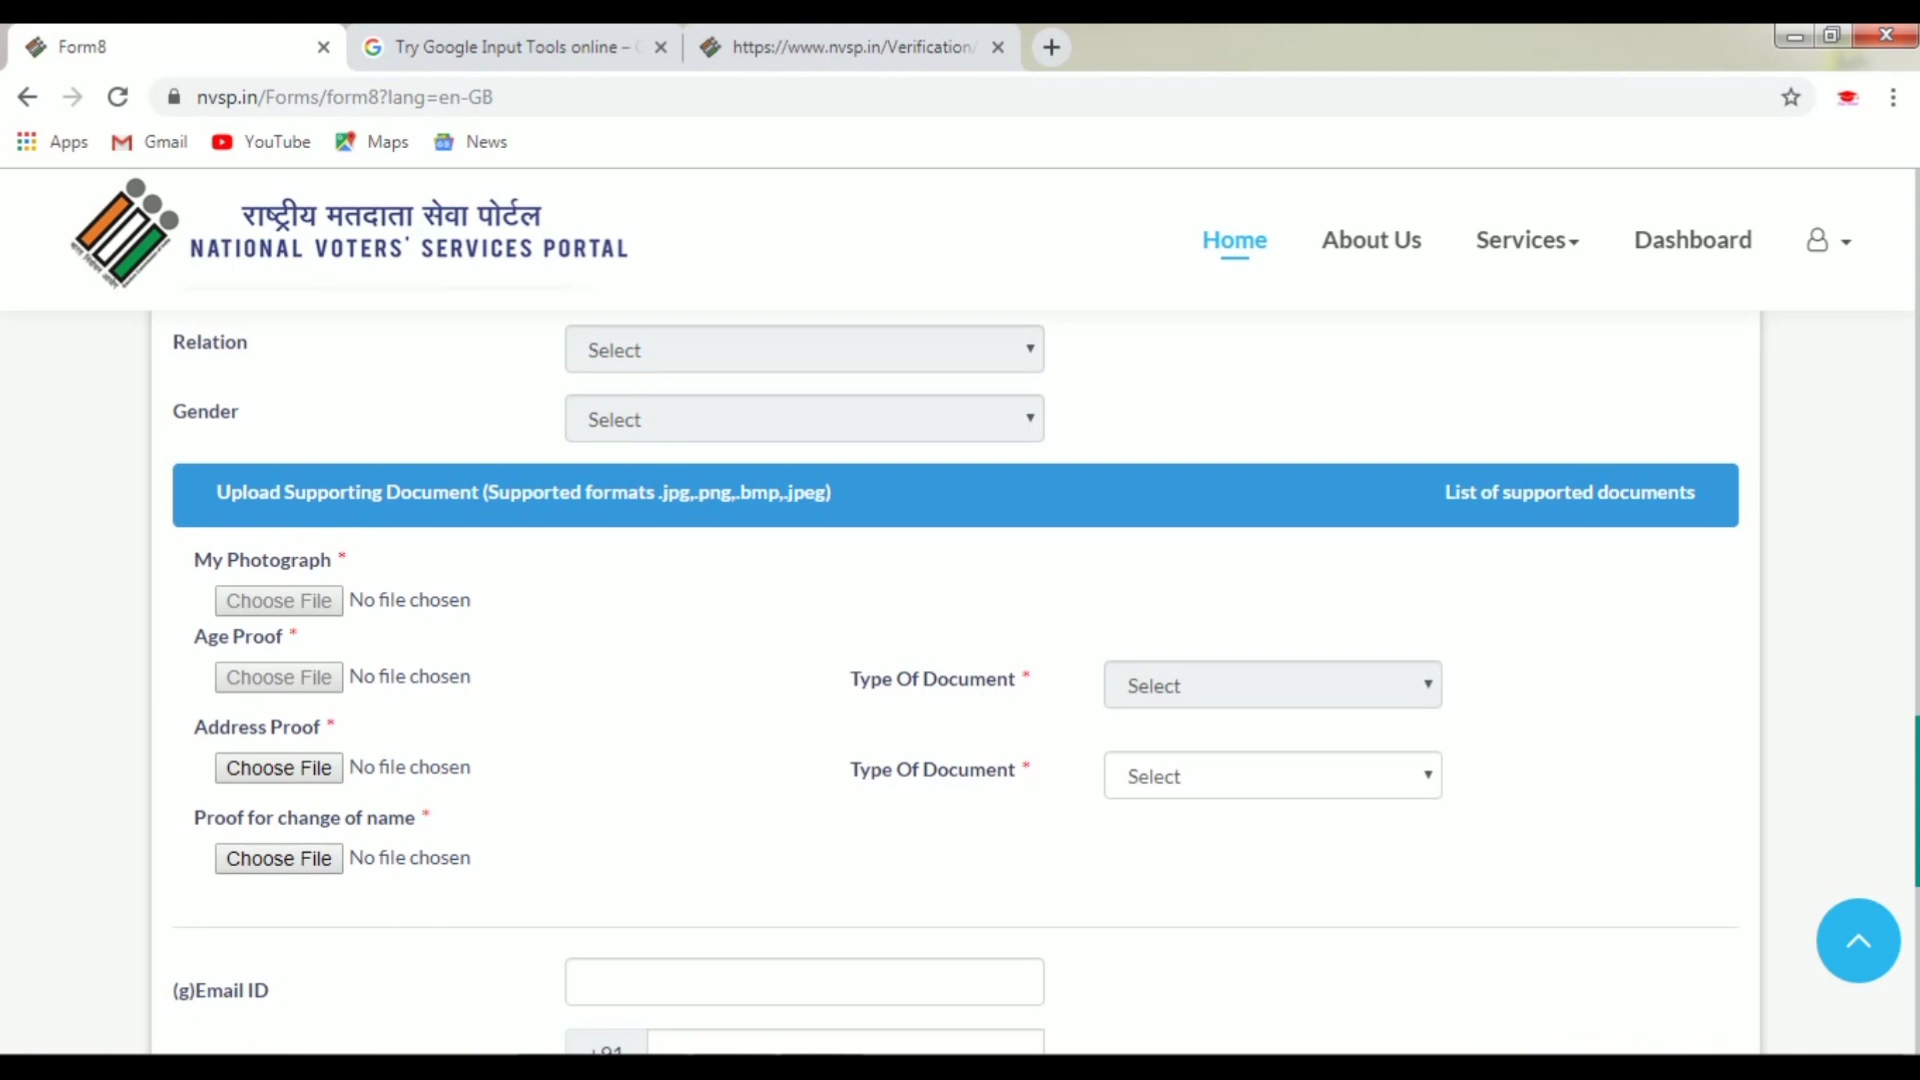 Form8
Try Google Input Tools online –
https://www.nvsp.in/Verification/
nvsp.in/Forms/form8?lang=en-GB
Apps
Gmail
YouTube
Maps
News
राष्ट्रीय मतदाता सेवा पोर्टल
NATIONAL VOTERS' SERVICES PORTAL
Home
About Us
Services
Dashboard
Relation
Select
Gender
Select
Upload Supporting Document (Supported formats .jpg,.png,.bmp,.jpeg)
List of supported documents
My Photograph *
Choose File No file chosen
Age Proof *
Choose File No file chosen
Type Of Document *
Select
Address Proof *
Choose File No file chosen
Type Of Document *
Select
Proof for change of name *
Choose File No file chosen
(g)Email ID
+91